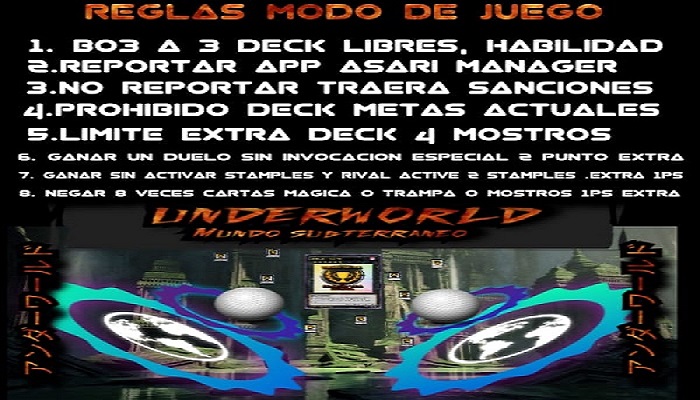 REGLAS MODO DE JUEGO
1. BO3 A 3 DECK LIBRES, HABILIDAD
2.REPORTAR APP ASARI MANAGER
3.NO REPORTAR TRAERA SANCIONES
4.PROHIBIDO DECK METAS ACTUALES
5.LIMITE EXTRA DECK 4 MOSTROS
6. GANAR UN DUELO SIN INVOCACION ESPECIAL 2 PUNTO EXTRA
7. GANAR SIN ACTIVAR STAMPLES Y RIVAL ACTIVE 2 STAMPLES .EXTRA 1PS
8. NEGAR 8 VECES CARTAS MAGICA O TRAMPA O MOSTROS 1PS EXTRA
UNDERWORLD
MUNDO SUBTERRANEO
アンダーワールド
アンダーワールド